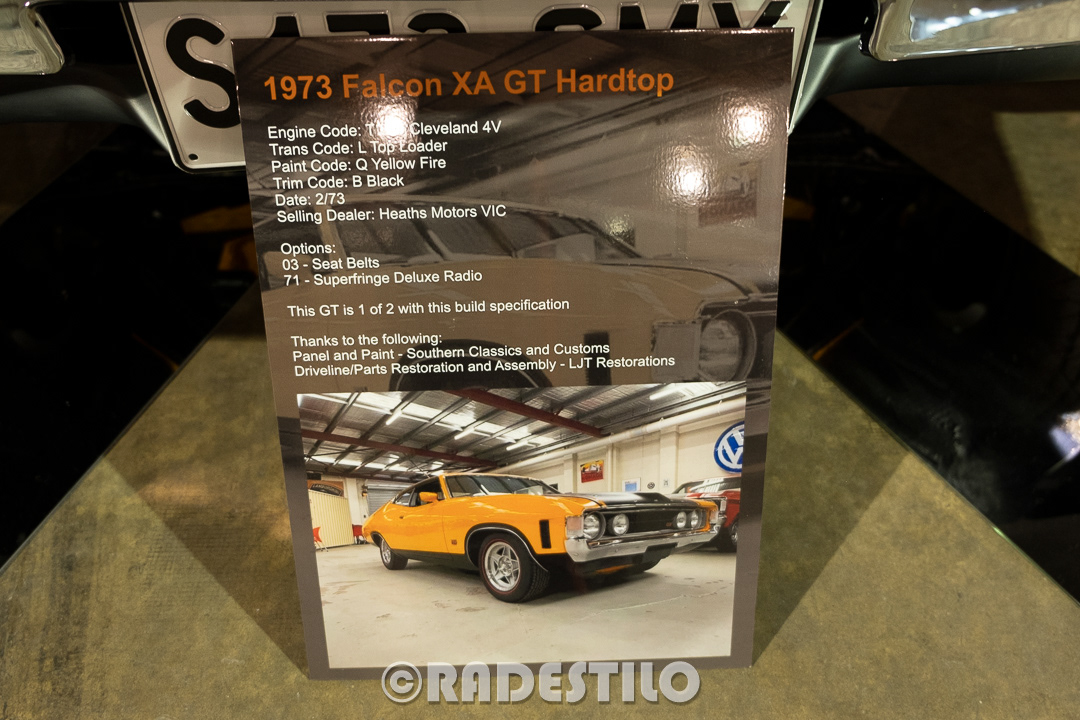 1973 Falcon XA GT Hardtop
Engine Code: Cleveland 4V
Trans Code: L Top Loader
Paint Code: Q Yellow Fire
Trim Code: B Black
Date: 2/73
Selling Dealer: Heaths Motors VIC
Options:
03 - Seat Belts
71 - Superfringe Deluxe Radio
This GT is 1 of 2 with this build specification
Thanks to the following:
Panel and Paint - Southern Classics and Customs
Driveline/Parts Restoration and Assembly - LJT Restorations
©RADESTILO